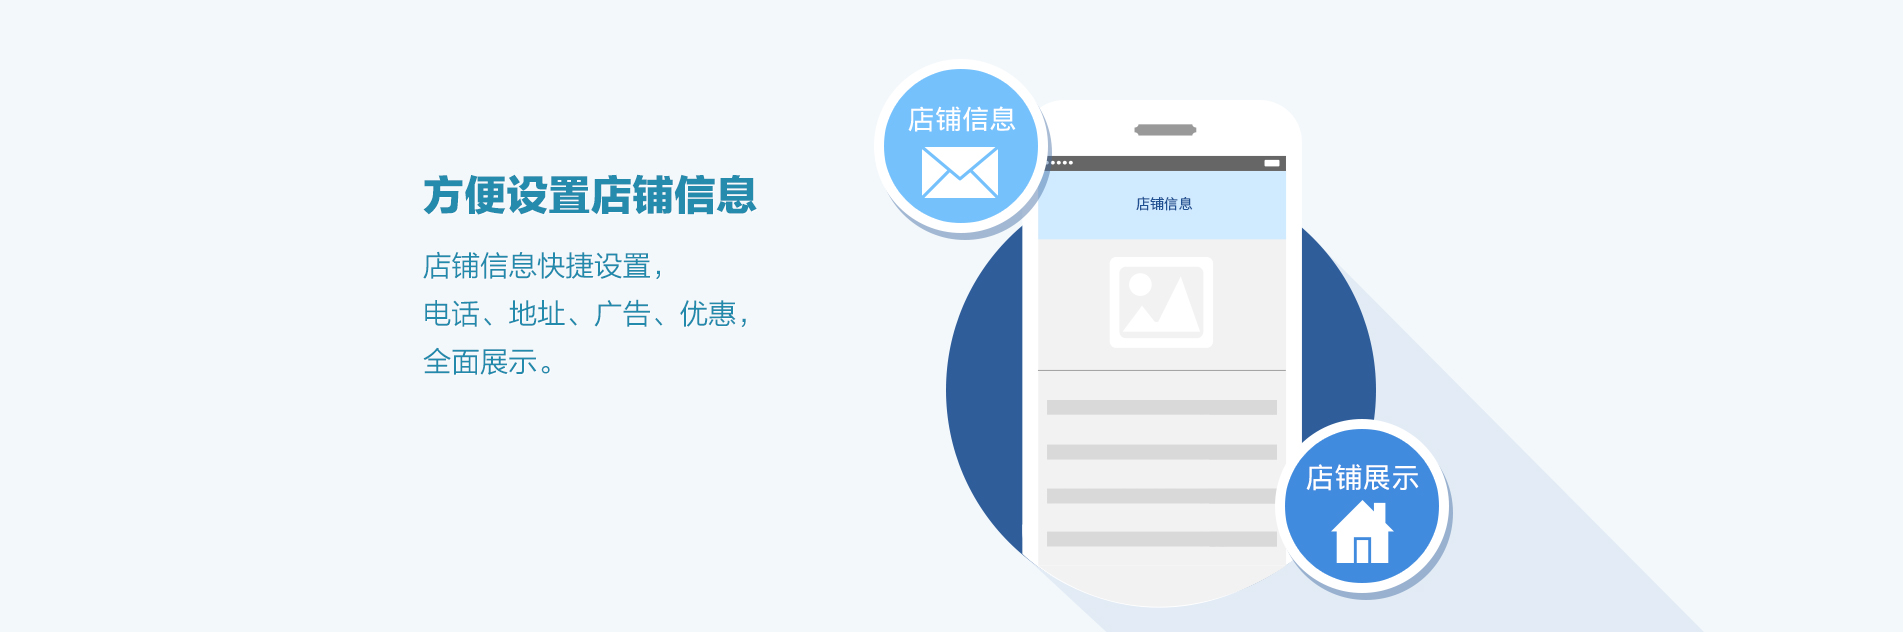 方便设置店铺信息
店铺信息快捷设置，
电话、地址、广告、优惠，
全面展示。
店铺信息
店铺信息
店铺展示